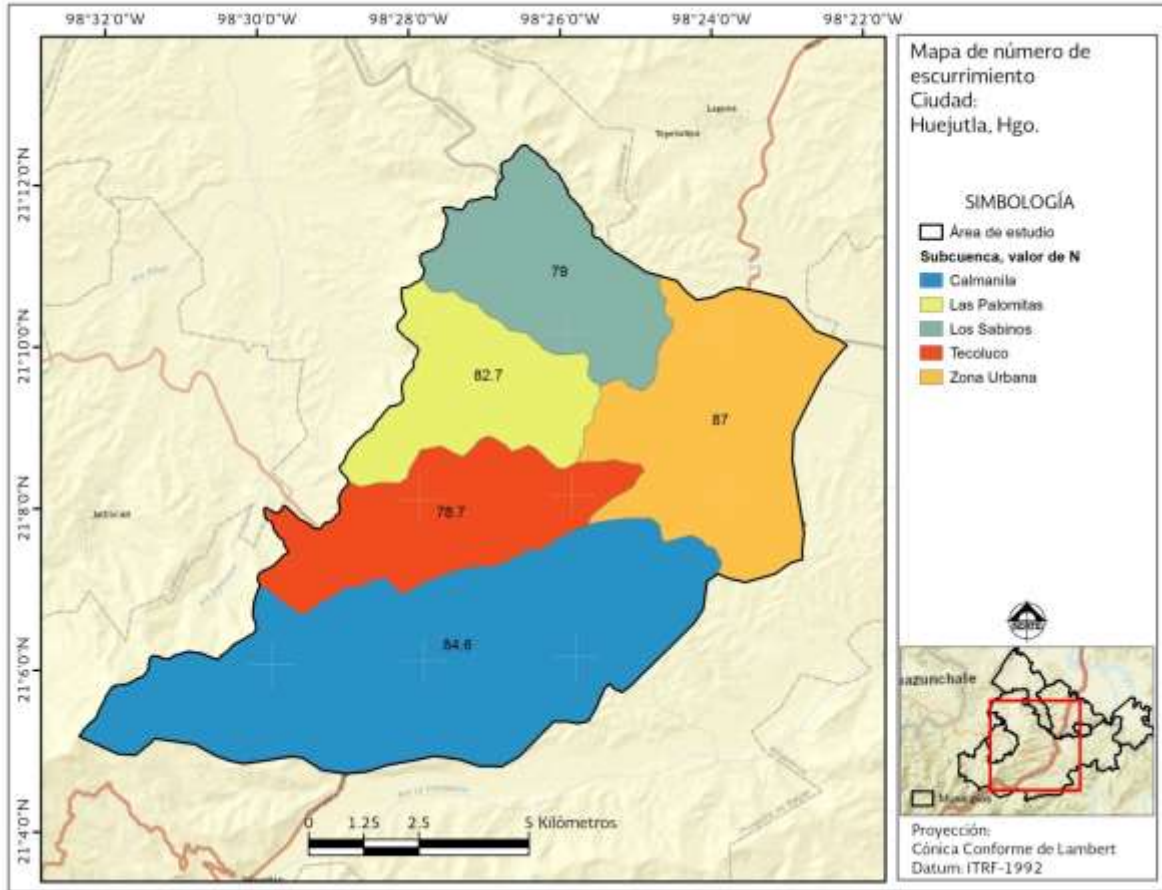 98°32'0"W
98°30'0"W
98°28'0"W
98°26'0"W
98°24'0"W
98°22'0"W
21°12'0"N
21°10'0"N
21°8'0"N
21°6'0"N
21°4'0"N
79
82.7
87
78.7
84.6
0
1.25
2.5
5 Kilómetros
Mapa de número de
escurrimiento
Ciudad:
Huejutla, Hgo.
SIMBOLOGÍA
Área de estudio
Subcuenca, valor de N
Calmanila
Las Palomitas
Los Sabinos
Tecoluco
Zona Urbana
NORTE
azunchale
Municipios
Proyección:
Cónica Conforme de Lambert
Datum: ITRF-1992